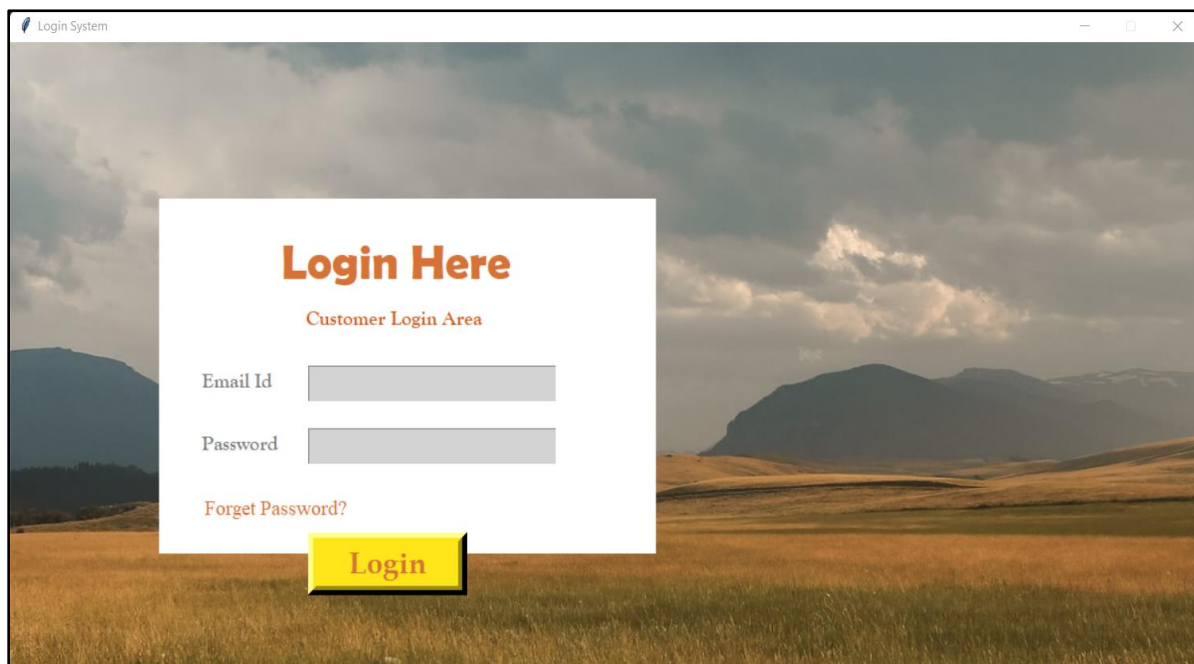 Login System
Login Here
Customer Login Area
Email Id
Password
Forget Password?
Login